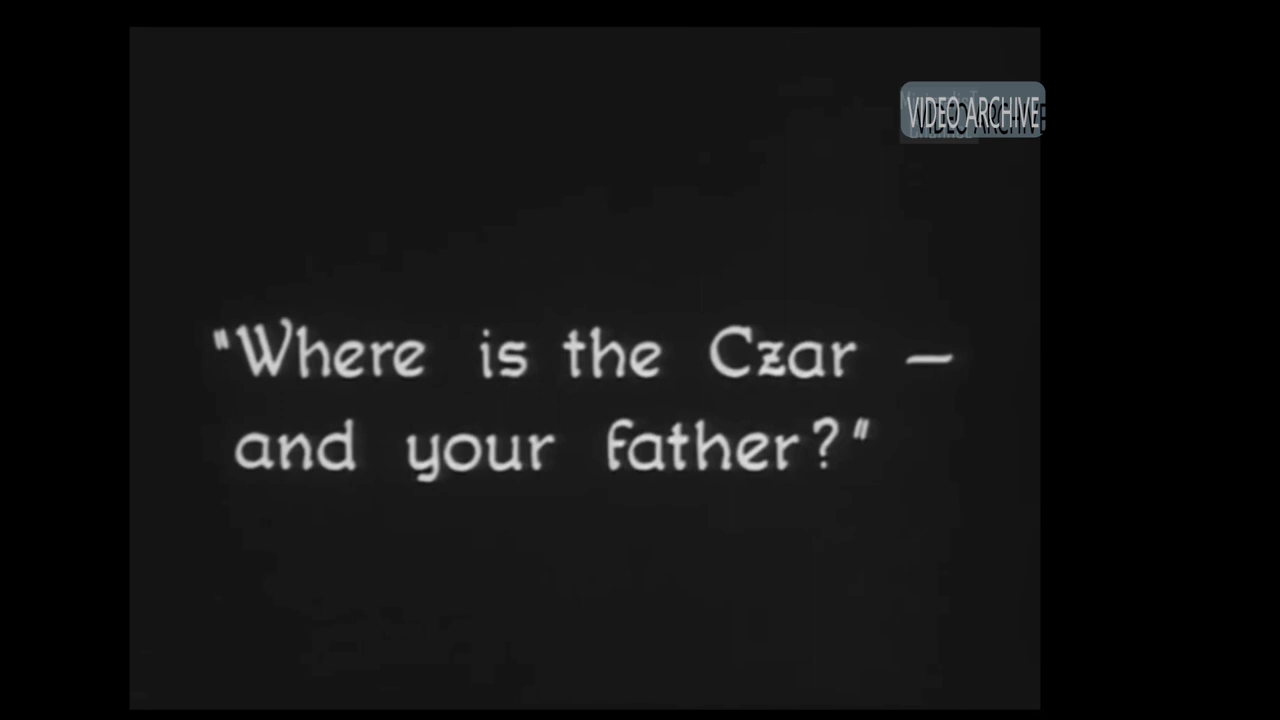 VIDEO ARCHIVE
"Where is the Czar —
and your father?"